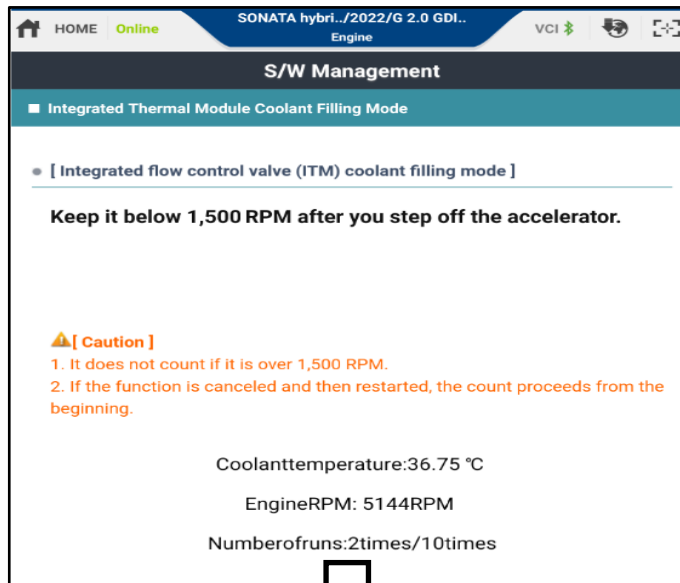 HOME Online SONATA hybri../2022/G 2.0 GDI.. VCI
Engine
S/W Management
Integrated Thermal Module Coolant Filling Mode
[ Integrated flow control valve (ITM) coolant filling mode ]
Keep it below 1,500 RPM after you step off the accelerator.
[ Caution ]
1. It does not count if it is over 1,500 RPM.
2. If the function is canceled and then restarted, the count proceeds from the
beginning.
Coolanttemperature:36.75 ℃
EngineRPM: 5144RPM
Numberofruns:2times/10times